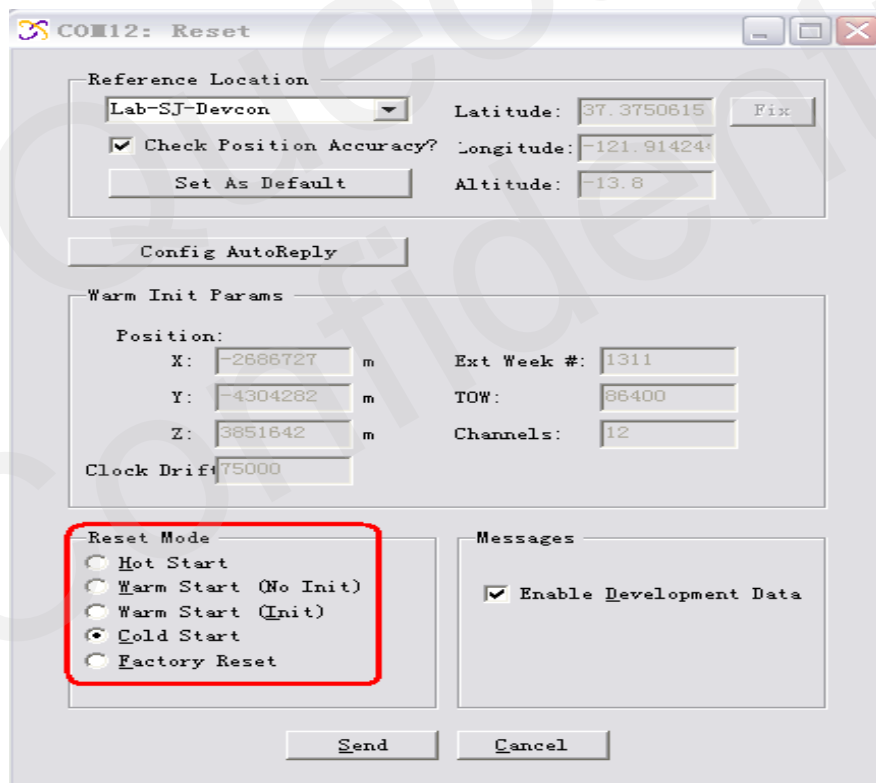 COM12: Reset
Reference Location
Lab-SJ-Devcon
Latitude: 37.3750615 Fix
Check Position Accuracy? Longitude: -121.91424
Set As Default Altitude: -13.8
Config AutoReply
Warm Init Params
Position:
X: -2686727 m Ext Week #: 1311
Y: -4304282 m TOW: 86400
Z: 3851642 m Channels: 12
Clock Drift 75000
Reset Mode
Hot Start
Warm Start (No Init)
Warm Start (Init)
Cold Start
Factory Reset
Messages
Enable Development Data
Send Cancel